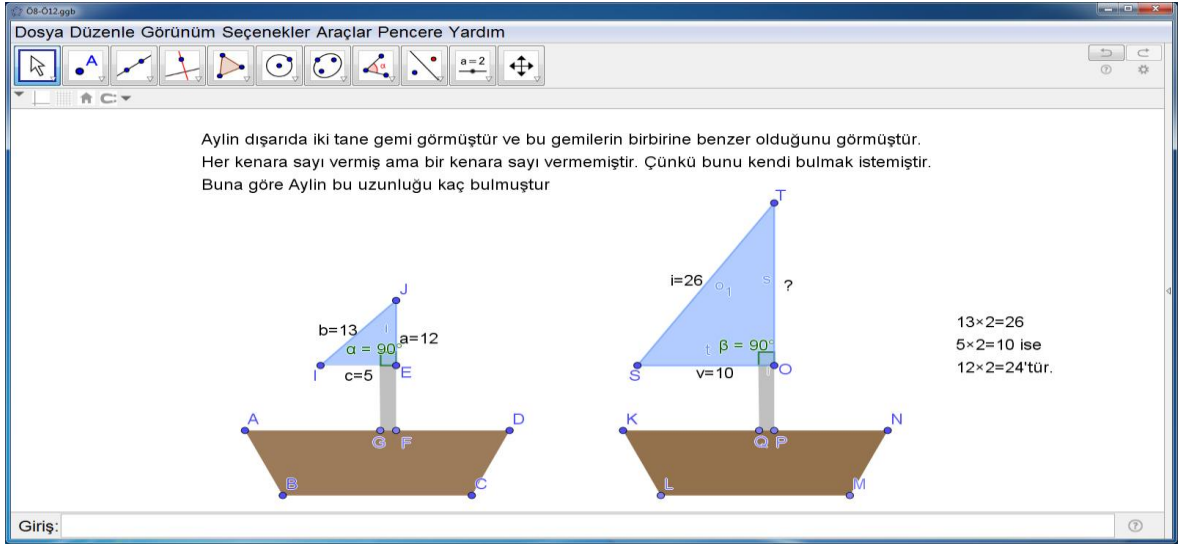 Ö8-Ö12.ggb
Dosya Düzenle Görünüm Seçenekler Araçlar Pencere Yardım
A
α
a=2
Aylin dışarıda iki tane gemi görmüştür ve bu gemilerin birbirine benzer olduğunu görmüştür.
Her kenara sayı vermiş ama bir kenara sayı vermemiştir. Çünkü bunu kendi bulmak istemiştir.
Buna göre Aylin bu uzunluğu kaç bulmuştur
T
i=26
o₁
s
?
J
b=13
a=12
α = 90°
I
c=5
E
t
β = 90°
S
v=10
O
13×2=26
5×2=10 ise
12×2=24'tür.
A
G
F
D
B
C
K
Q
P
N
L
M
Giriş: